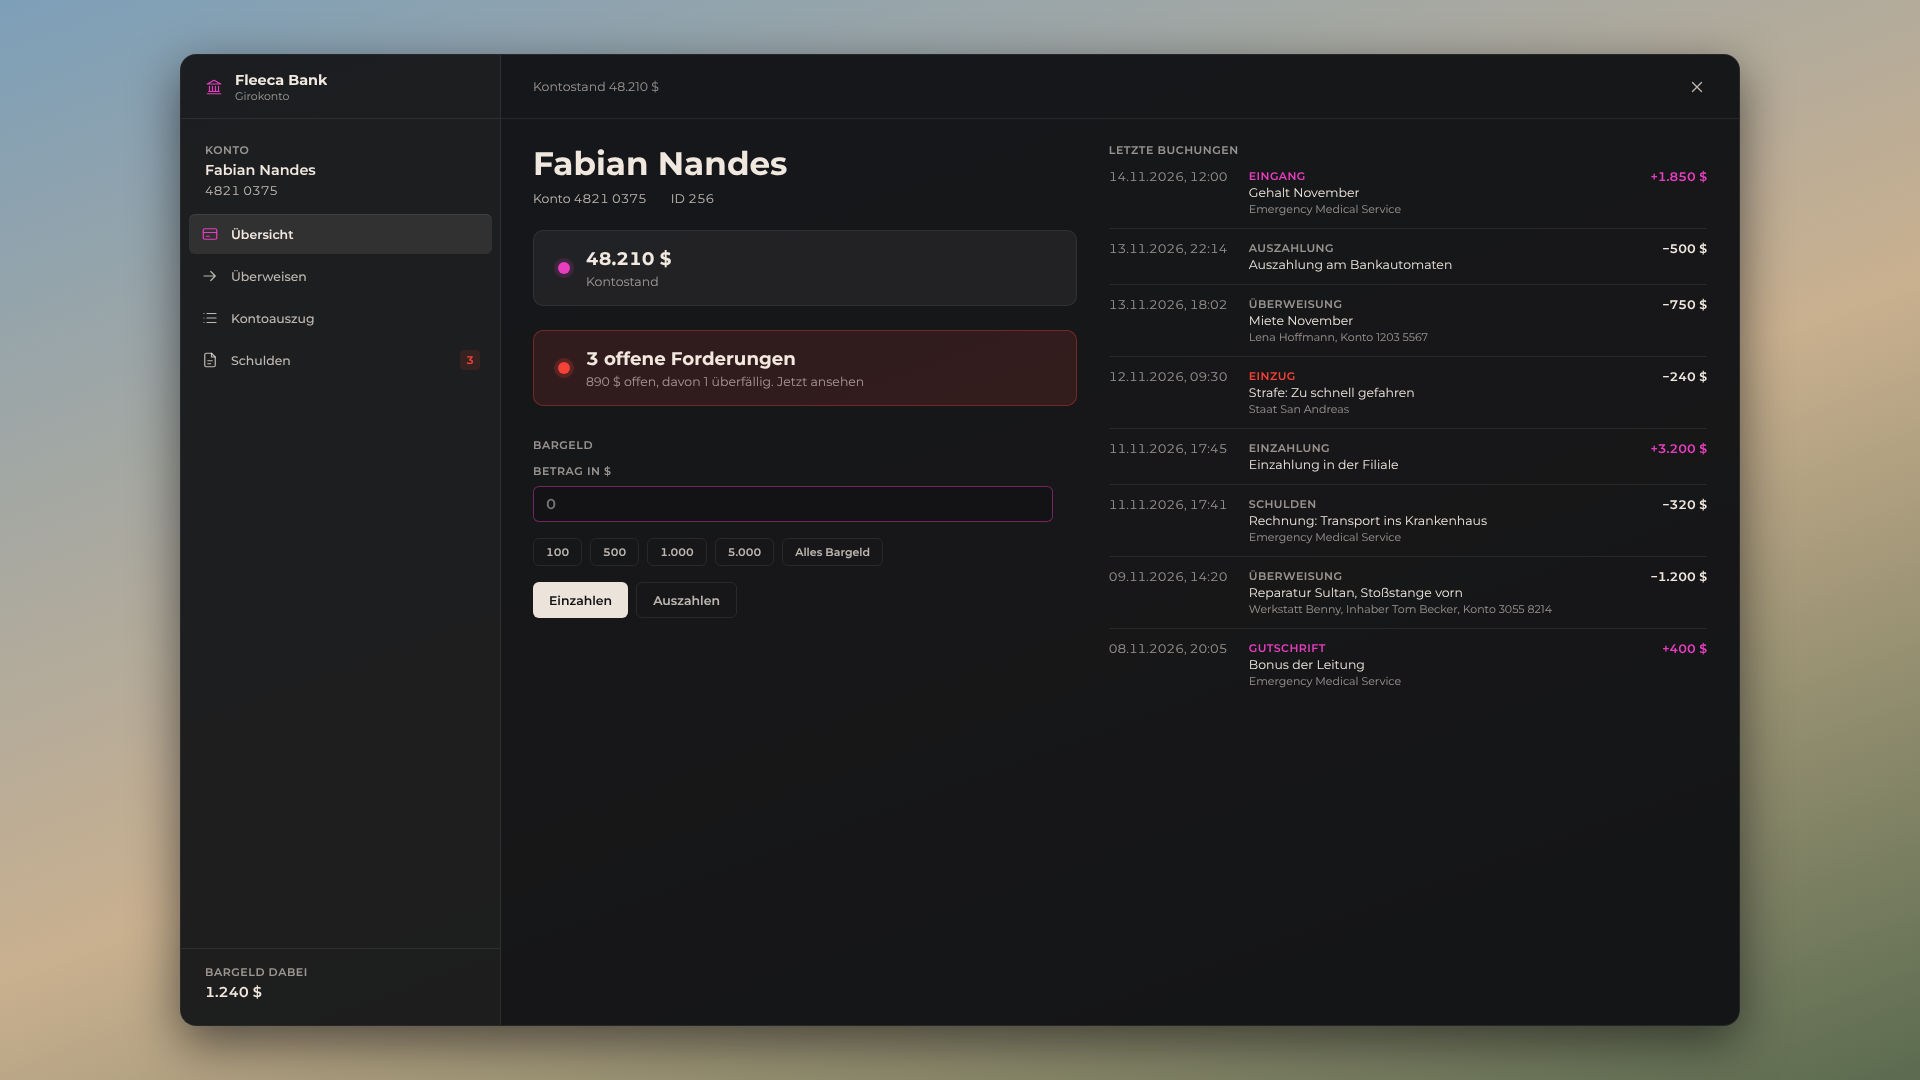 Fleeca Bank
Girokonto
Kontostand 48.210 $
KONTO
Fabian Nandes
4821 0375
Übersicht
Überweisen
Kontoauszug
Schulden 3
BARGELD DABEI
1.240 $
Fabian Nandes
Konto 4821 0375 ID 256
48.210 $
Kontostand
3 offene Forderungen
890 $ offen, davon 1 überfällig. Jetzt ansehen
BARGELD
BETRAG IN $
0
100 500 1.000 5.000 Alles Bargeld
Einzahlen Auszahlen
LETZTE BUCHUNGEN
14.11.2026, 12:00 EINGANG +1.850 $
Gehalt November
Emergency Medical Service
13.11.2026, 22:14 AUSZAHLUNG −500 $
Auszahlung am Bankautomaten
13.11.2026, 18:02 ÜBERWEISUNG −750 $
Miete November
Lena Hoffmann, Konto 1203 5567
12.11.2026, 09:30 EINZUG −240 $
Strafe: Zu schnell gefahren
Staat San Andreas
11.11.2026, 17:45 EINZAHLUNG +3.200 $
Einzahlung in der Filiale
11.11.2026, 17:41 SCHULDEN −320 $
Rechnung: Transport ins Krankenhaus
Emergency Medical Service
09.11.2026, 14:20 ÜBERWEISUNG −1.200 $
Reparatur Sultan, Stoßstange vorn
Werkstatt Benny, Inhaber Tom Becker, Konto 3055 8214
08.11.2026, 20:05 GUTSCHRIFT +400 $
Bonus der Leitung
Emergency Medical Service